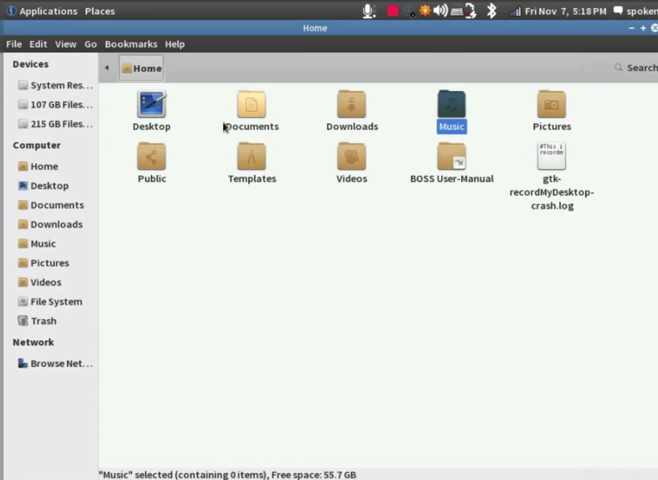 Applications Places Fri Nov 7, 5:18 PM spoken
Home
File Edit View Go Bookmarks Help
Devices
Home
Search
System Res...
107 GB Files...
215 GB Files...
Computer
Home
Desktop
Documents
Downloads
Music
Pictures
Videos
File System
Trash
Network
Browse Net...
Desktop Documents Downloads Music Pictures
#This i
recordm
Public Templates Videos BOSS User-Manual gtk-
recordMyDesktop-
crash.log
"Music" selected (containing 0 items), Free space: 55.7 GB